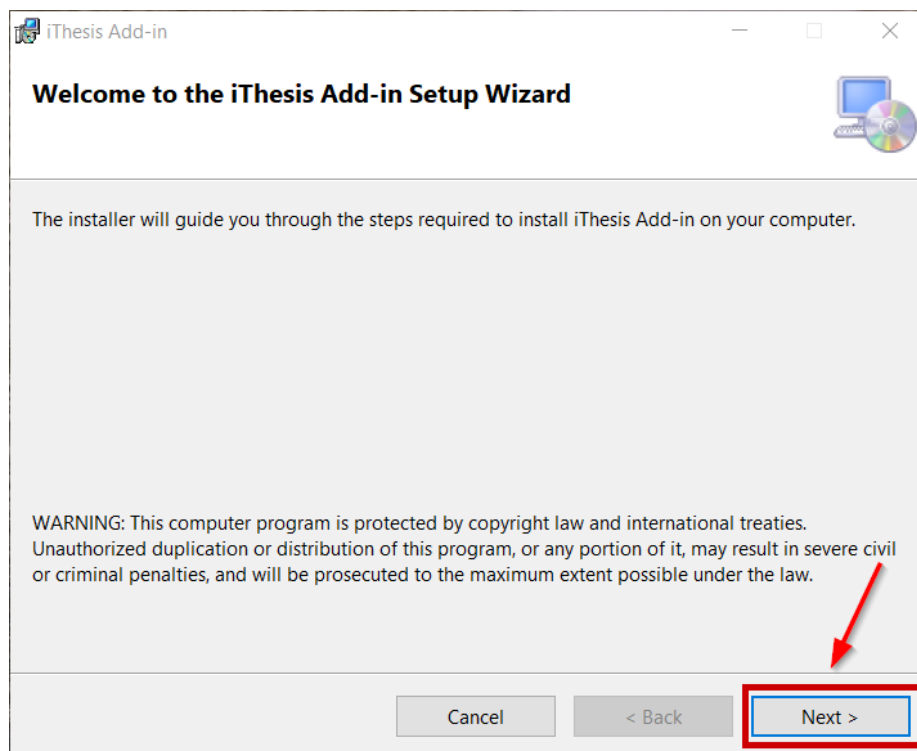 iThesis Add-in
Welcome to the iThesis Add-in Setup Wizard
The installer will guide you through the steps required to install iThesis Add-in on your computer.
WARNING: This computer program is protected by copyright law and international treaties.
Unauthorized duplication or distribution of this program, or any portion of it, may result in severe civil
or criminal penalties, and will be prosecuted to the maximum extent possible under the law.
Cancel
< Back
Next >